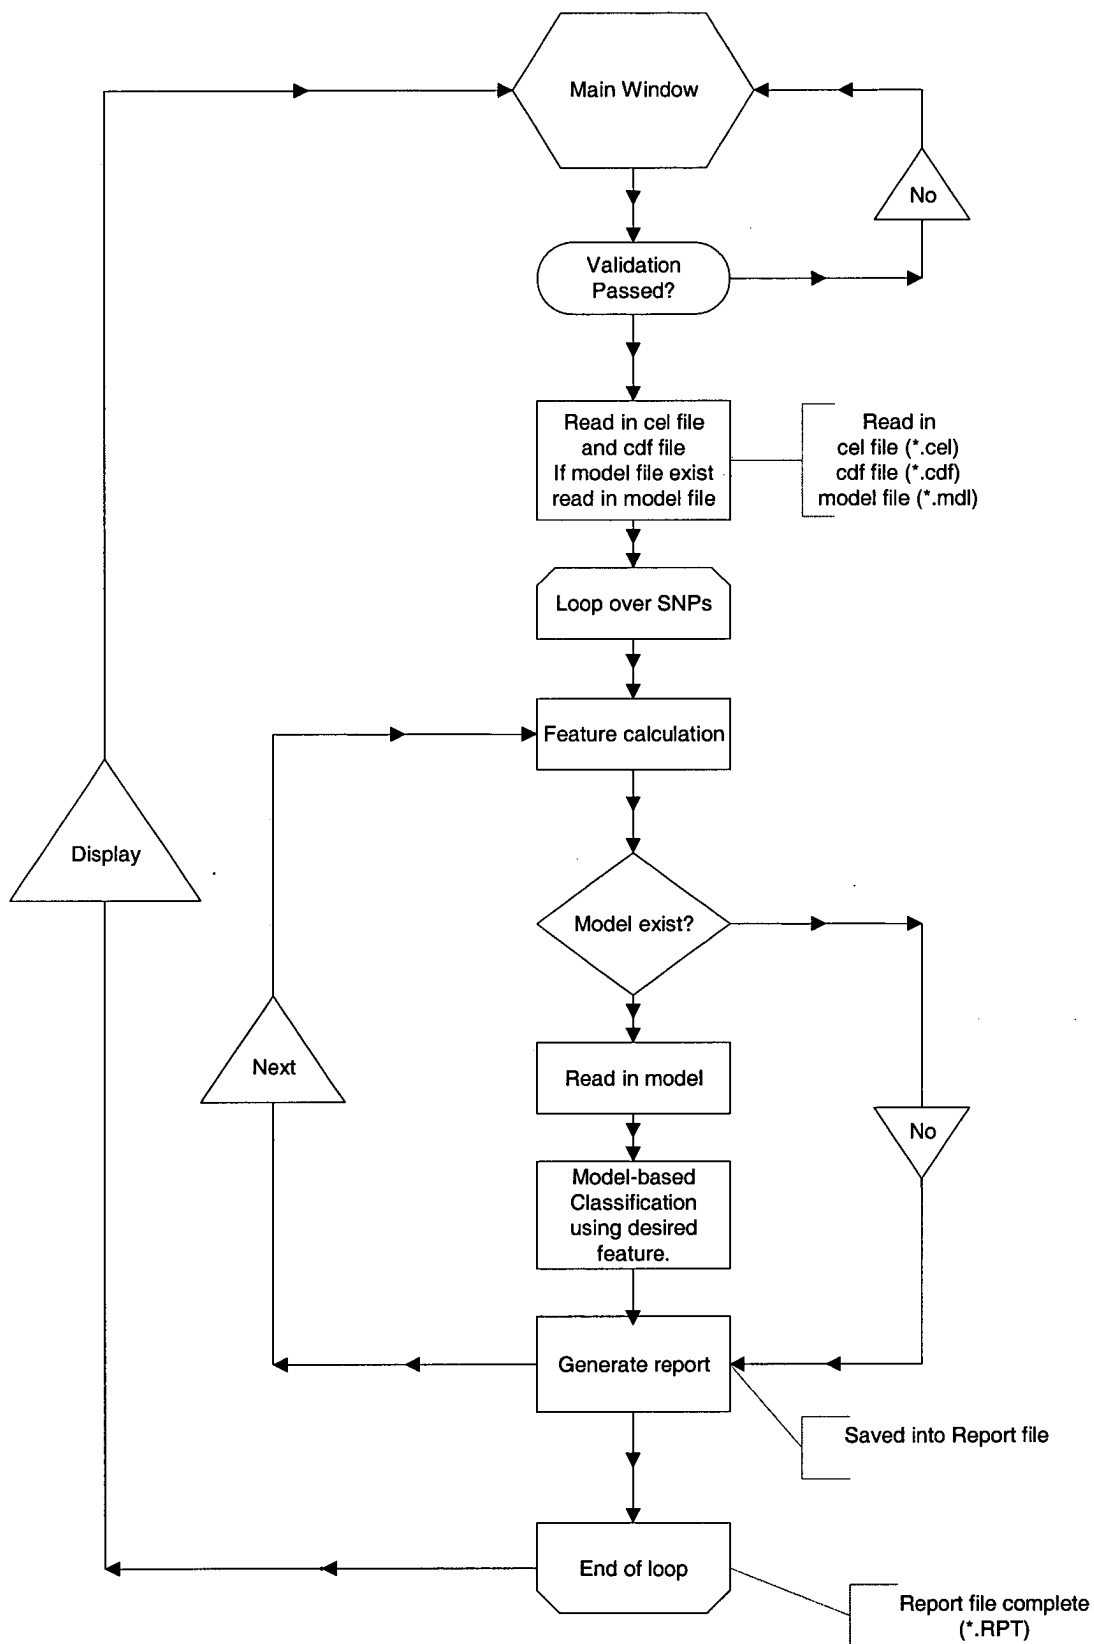 Main Window
No
Validation
Passed?
Read in cel file
and cdf file
If model file exist
read in model file
Read in
cel file (*.cel)
cdf file (*.cdf)
model file (*.mdl)
Loop over SNPs
Feature calculation
Display
Model exist?
Next
Read in model
No
Model-based
Classification
using desired
feature.
Generate report
Saved into Report file
End of loop
Report file complete
(*.RPT)